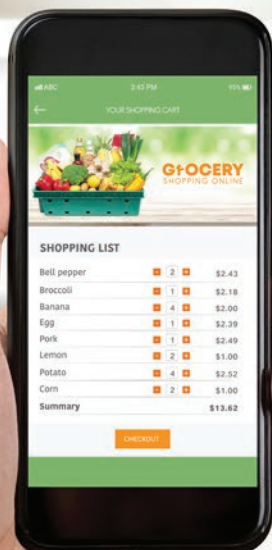 ABC 3:45 PM 95%
YOUR SHOPPING CART
GrOCERY
SHOPPING ONLINE
SHOPPING LIST
Bell pepper - 2 + $2.43
Broccoli - 1 + $2.18
Banana - 4 + $2.00
Egg - 1 + $2.39
Pork - 1 + $2.49
Lemon - 2 + $1.00
Potato - 4 + $2.52
Corn - 2 + $1.00
Summary $13.62
CHECKOUT